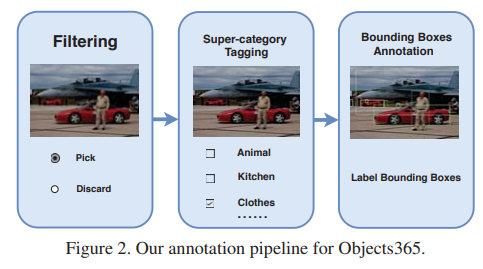 Filtering
Pick
Discard
Super-category
Tagging
Animal
Kitchen
Clothes
......
Bounding Boxes
Annotation
Label Bounding Boxes
Figure 2. Our annotation pipeline for Objects365.